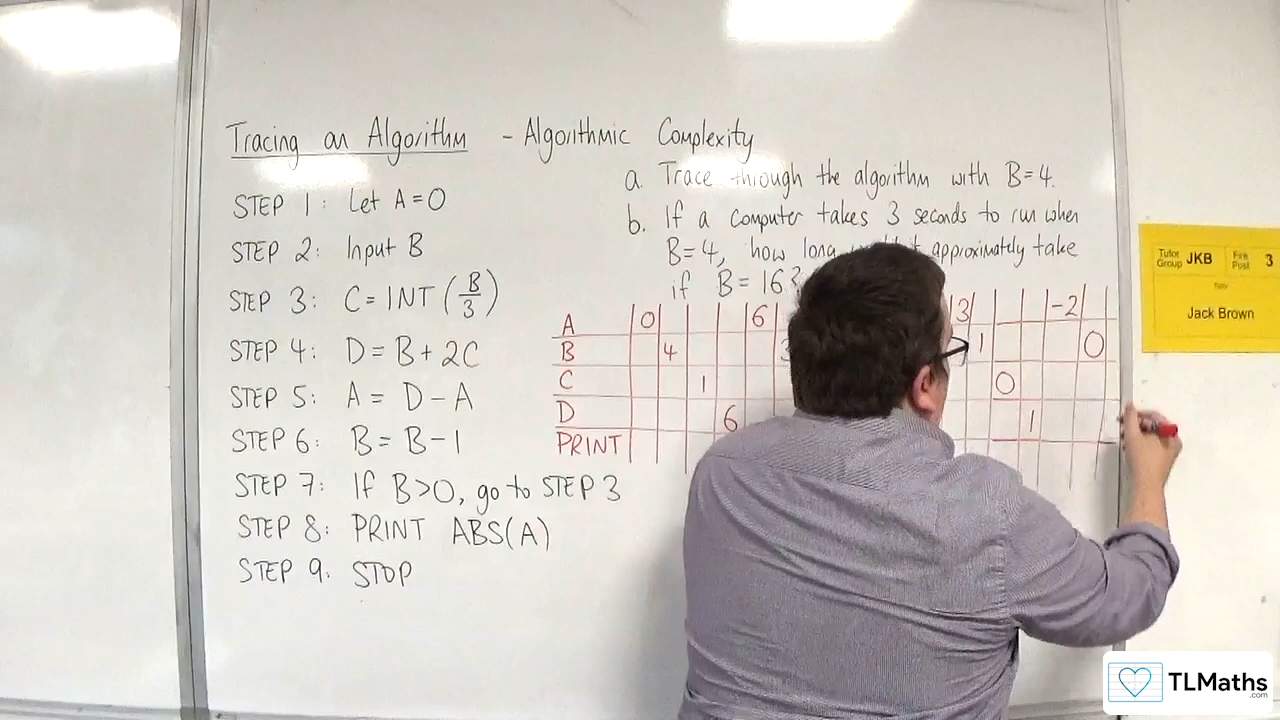 Tracing an Algorithm - Algorithmic Complexity
STEP 1: Let A=0
STEP 2: Input B
STEP 3: C=INT(B/3)
STEP 4: D=B+2C
STEP 5: A= D-A
STEP 6: B=B-1
STEP 7: If B>0, go to STEP 3
STEP 8: PRINT ABS(A)
STEP 9. STOP
a. Trace through the algorithm with B=4.
b. If a computer takes 3 seconds to run when
B=4, how long approximately take
if B=16?
A 0 6 3 -2
B 4 1 0
C 1 0
D 6 1
PRINT
Tutor Group JKB Fire Post 3
Jack Brown
TLMaths
.com